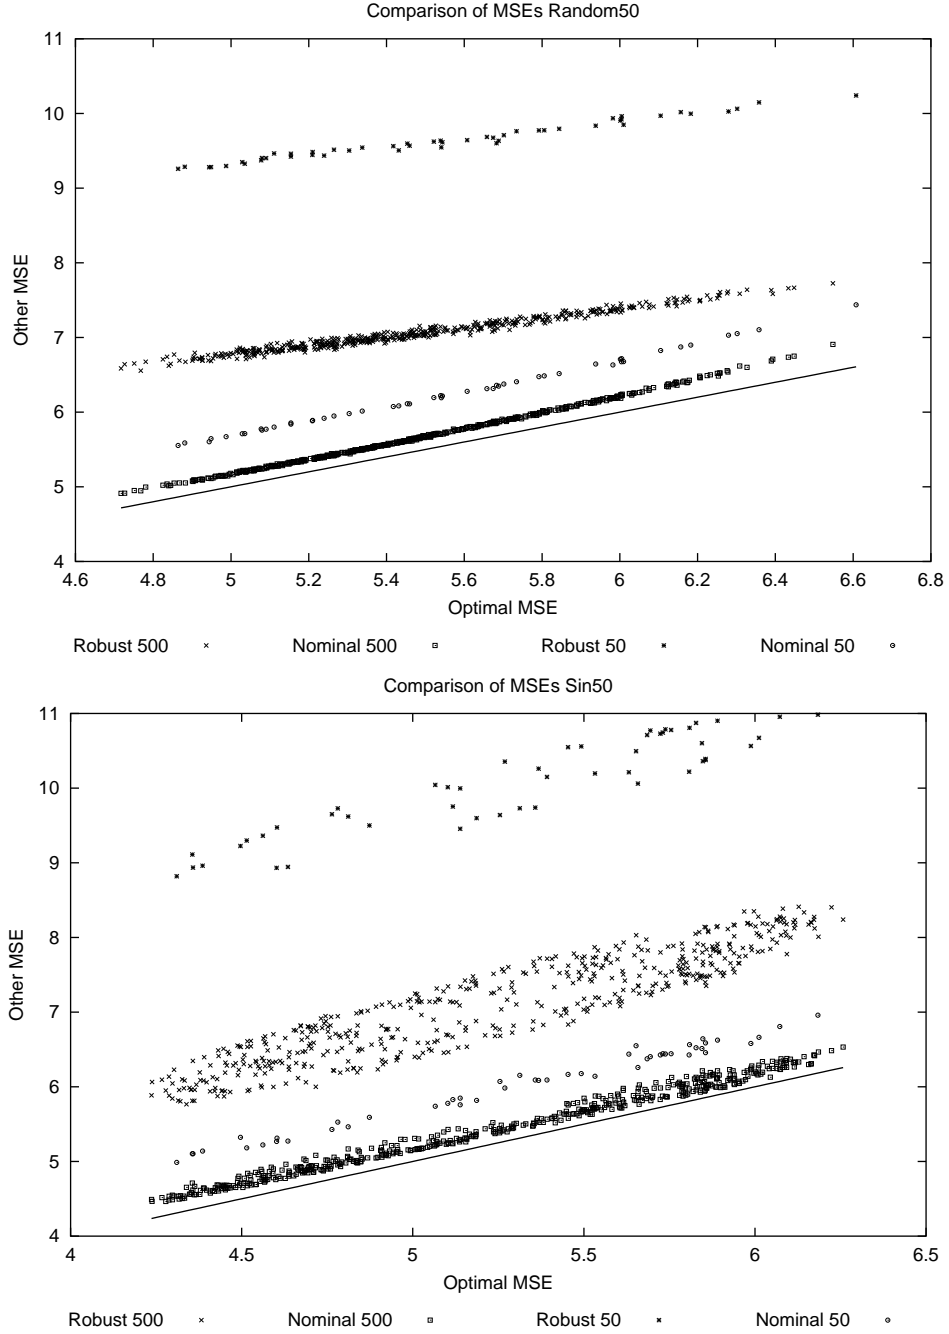 Comparison of MSEs Random50
11
10
9
8
7
6
5
4
Other MSE
4.6 4.8 5 5.2 5.4 5.6 5.8 6 6.2 6.4 6.6 6.8
Optimal MSE
Robust 500 Nominal 500 Robust 50 Nominal 50
Comparison of MSEs Sin50
11
10
9
8
7
6
5
4
Other MSE
4 4.5 5 5.5 6 6.5
Optimal MSE
Robust 500 Nominal 500 Robust 50 Nominal 50